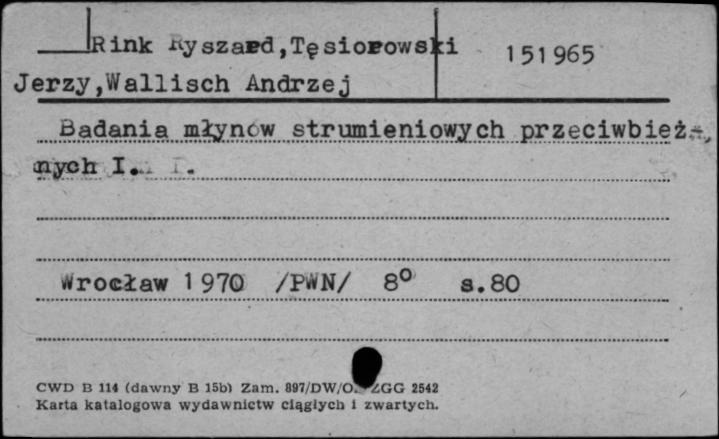 Rink Ryszard,Tęsiorowski 151965
Jerzy,Wallisch Andrzej
Badania młynów strumieniowych przeciwbież-
nych I.
Wrocław 1970 /PWN/ 8° s.80
CWD B 114 (dawny B 15b) Zam. 897/DW/O. ZGG 2542
Karta katalogowa wydawnictw ciągłych i zwartych.